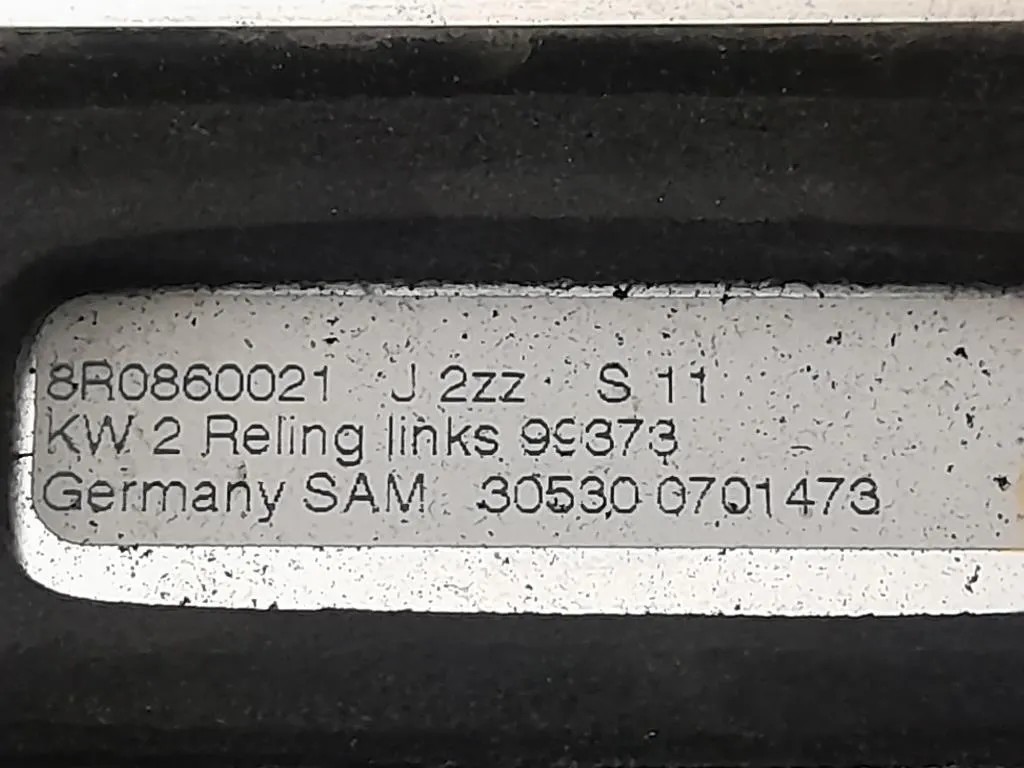 8R0860021 J 2zz S 11
KW 2 Reling links 99373
Germany SAM 30530 0701473